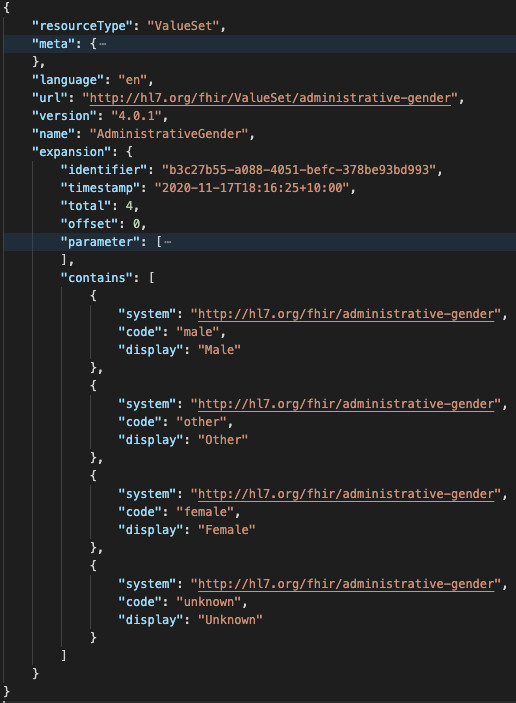 {
"resourceType": "ValueSet",
"meta": {⋯
},
"language": "en",
"url": "http://hl7.org/fhir/ValueSet/administrative-gender",
"version": "4.0.1",
"name": "AdministrativeGender",
"expansion": {
"identifier": "b3c27b55-a088-4051-befc-378be93bd993",
"timestamp": "2020-11-17T18:16:25+10:00",
"total": 4,
"offset": 0,
"parameter": [⋯
],
"contains": [
{
"system": "http://hl7.org/fhir/administrative-gender",
"code": "male",
"display": "Male"
},
{
"system": "http://hl7.org/fhir/administrative-gender",
"code": "other",
"display": "Other"
},
{
"system": "http://hl7.org/fhir/administrative-gender",
"code": "female",
"display": "Female"
},
{
"system": "http://hl7.org/fhir/administrative-gender",
"code": "unknown",
"display": "Unknown"
}
]
}
}